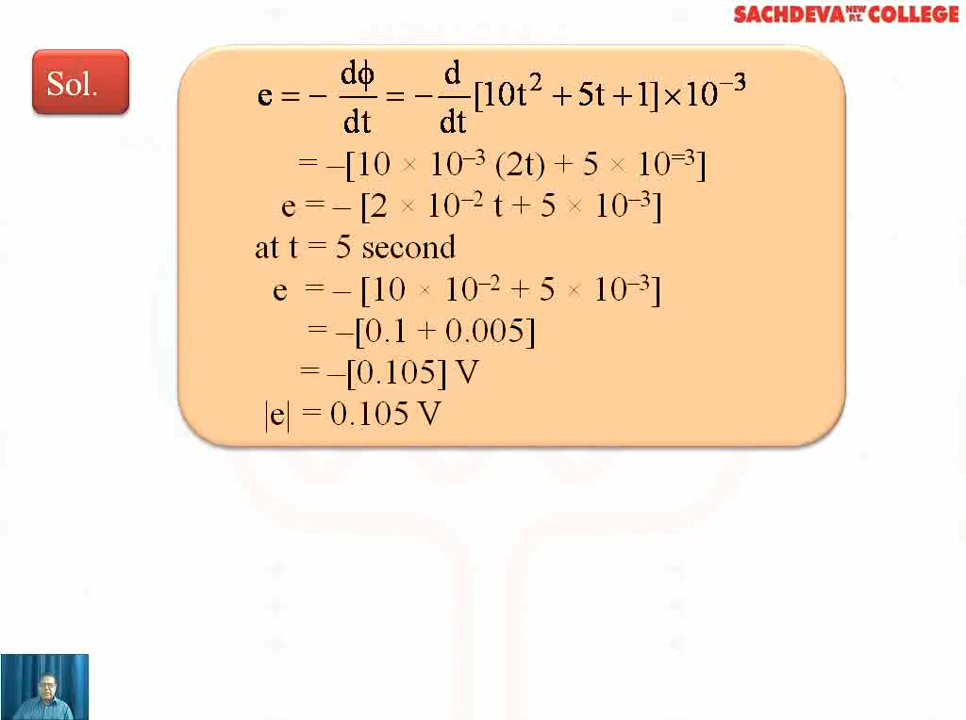 SACHDEVA NEW P.T. COLLEGE
Sol.
e = – dϕ/dt = – d/dt [10t² + 5t + 1] × 10⁻³
= –[10 × 10⁻³ (2t) + 5 × 10⁼³]
e = – [2 × 10⁻² t + 5 × 10⁻³]
at t = 5 second
e = – [10 × 10⁻² + 5 × 10⁻³]
= –[0.1 + 0.005]
= –[0.105] V
|e| = 0.105 V